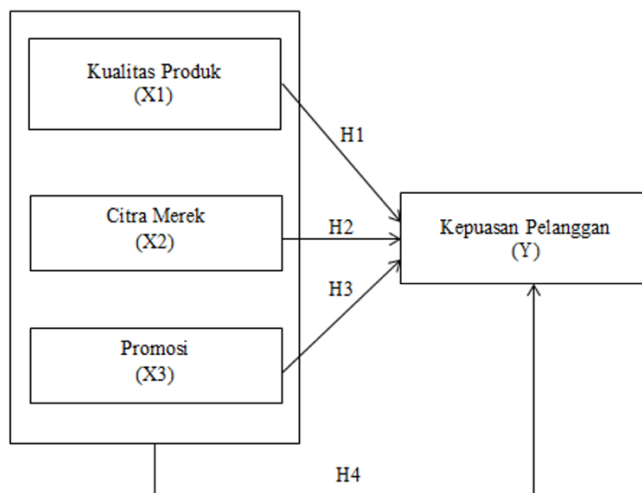 Kualitas Produk
(X1)
H1
Citra Merek
(X2)
H2
Kepuasan Pelanggan
(Y)
H3
Promosi
(X3)
H4